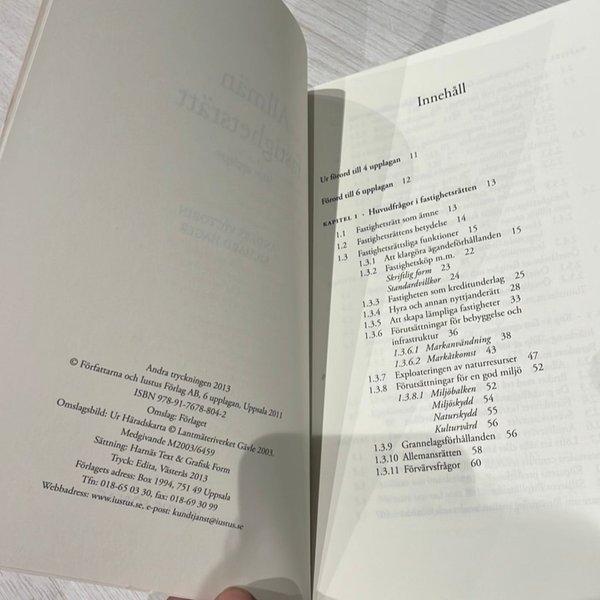 Andra tryckningen 2013
© Författarna och Iustus Förlag AB, 6 upplagan, Uppsala 2011
ISBN 978-91-7678-804-2
Omslag: Förlaget
Omslagsbild: Ur Häradskarta © Lantmäteriverket Gävle 2003.
Medgivande M2003/6459
Sättning: Harnäs Text & Grafisk Form
Tryck: Edita, Västerås 2013
Förlagets adress: Box 1994, 751 49 Uppsala
Tfn: 018-65 03 30, fax: 018-69 30 99
Webbadress: www.iustus.se, e-post: kundtjanst@iustus.se
Innehåll
Ur förord till 4 upplagan 11
Förord till 6 upplagan 12
KAPITEL 1 · Huvudfrågor i fastighetsrätten 13
1.1 Fastighetsrätt som ämne 13
1.2 Fastighetsrättens betydelse 14
1.3 Fastighetsrättsliga funktioner 15
1.3.1 Att klargöra ägandeförhållanden 15
1.3.2 Fastighetsköp m.m. 22
Skriftlig form 23
Standardvillkor 24
1.3.3 Fastigheten som kreditunderlag 25
1.3.4 Hyra och annan nyttjanderätt 28
1.3.5 Att skapa lämpliga fastigheter 33
1.3.6 Förutsättningar för bebyggelse och
infrastruktur 36
1.3.6.1 Markanvändning 38
1.3.6.2 Markåtkomst 43
1.3.7 Exploateringen av naturresurser 47
1.3.8 Förutsättningar för en god miljö 52
1.3.8.1 Miljöbalken 52
Miljöskydd 54
Naturskydd 55
Kulturvård 56
1.3.9 Grannelagsförhållanden 56
1.3.10 Allemansrätten 58
1.3.11 Förvärvsfrågor 60